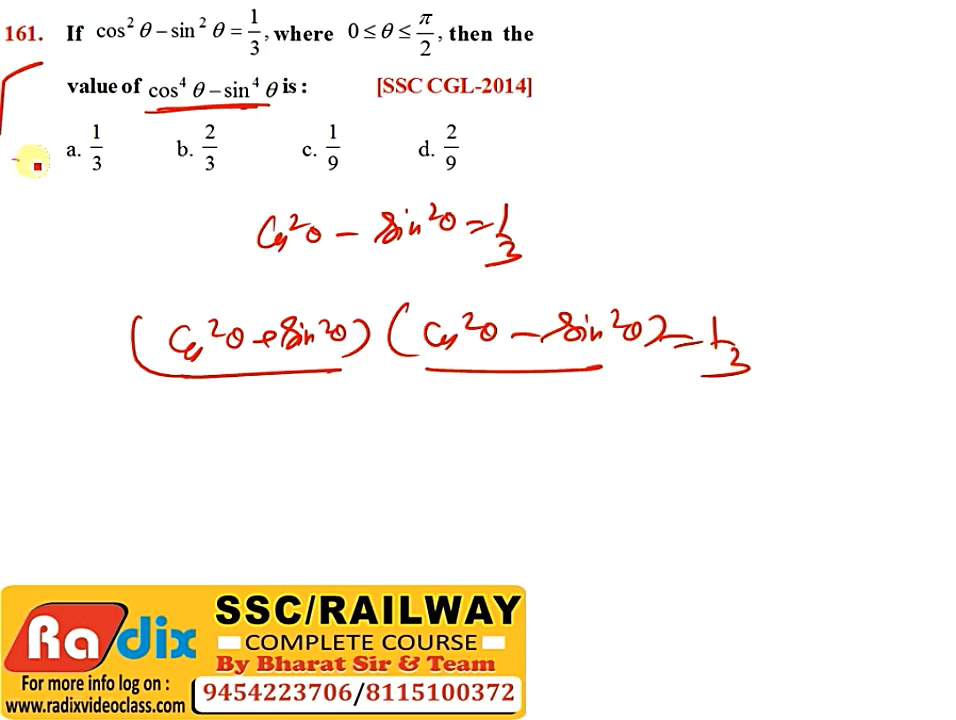 161. If cos² θ – sin² θ = 1/3, where 0 ≤ θ ≤ π/2, then the
value of cos⁴ θ – sin⁴ θ is : [SSC CGL-2014]
a. 1/3 b. 2/3 c. 1/9 d. 2/9
cos²θ – sin²θ = 1/3
(cos²θ + sin²θ) (cos²θ – sin²θ) = 1/3
Radix
For more info log on :
www.radixvideoclass.com
SSC/RAILWAY
COMPLETE COURSE
By Bharat Sir & Team
9454223706/8115100372